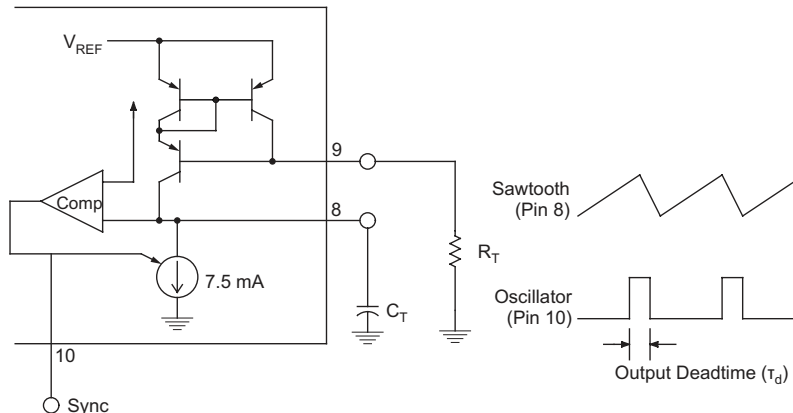 V_REF
9
Comp
8
7.5 mA
R_T
C_T
10
Sync
Sawtooth
(Pin 8)
Oscillator
(Pin 10)
Output Deadtime (τ_d)